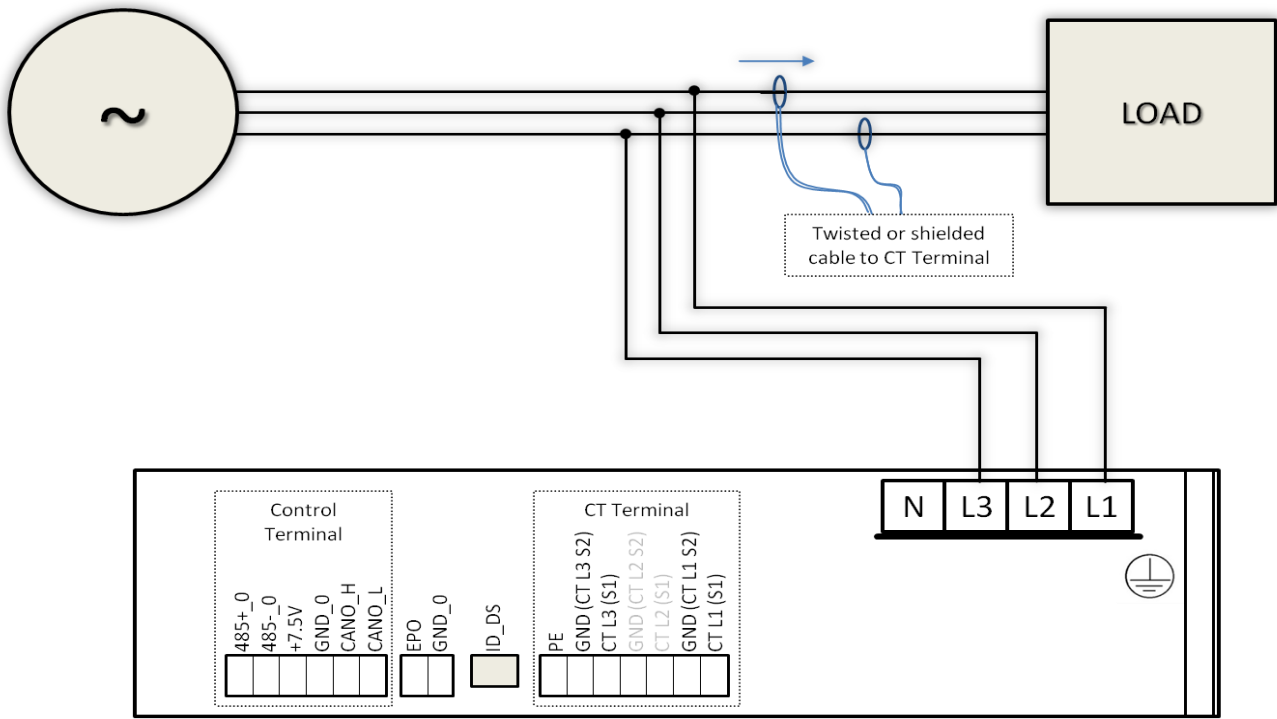 ~
LOAD
Twisted or shielded
cable to CT Terminal
N
L3
L2
L1
Control
Terminal
485+_0
485-_0
+7.5V
GND_0
CANO_H
CANO_L
EPO
GND_0
ID_DS
CT Terminal
PE
GND (CT L3 S2)
CT L3 (S1)
GND (CT L2 S2)
CT L2 (S1)
GND (CT L1 S2)
CT L1 (S1)